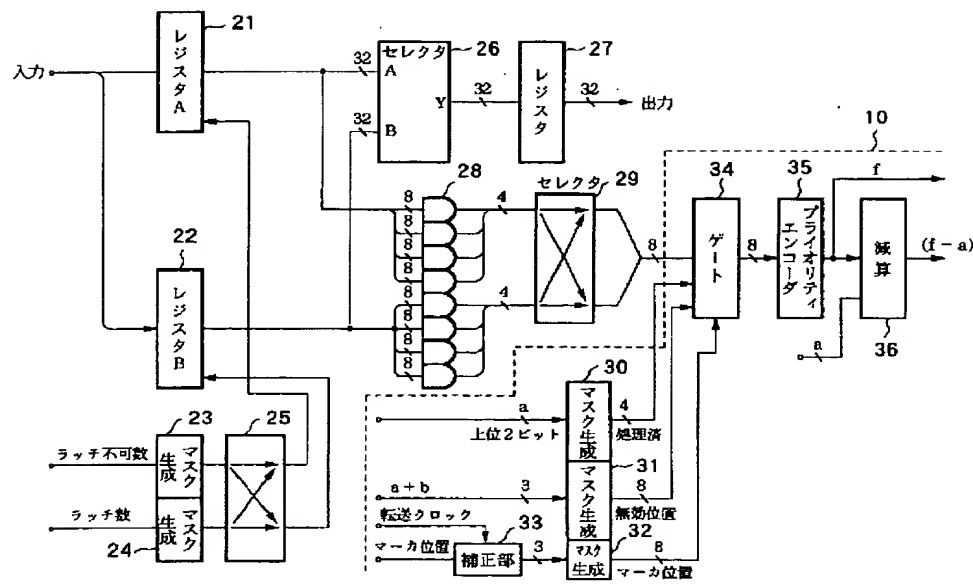 21
レジスタA
入力
32
32
セレクタ
A
B
Y
26
32
27
レジスタ
32
出力
10
28
8
8
8
8
8
8
8
8
4
4
セレクタ
29
8
34
ゲート
8
35
プライオリティエンコーダ
f
減算
(f-a)
a
36
22
レジスタB
23
マスク生成
24
マスク生成
25
ラッチ不可数
ラッチ数
30
マスク生成
a
上位2ビット
4
処理済
31
マスク生成
a+b
3
8
無効位置
転送クロック
33
補正部
マーカ位置
3
32
マスク生成
8
マーカ位置